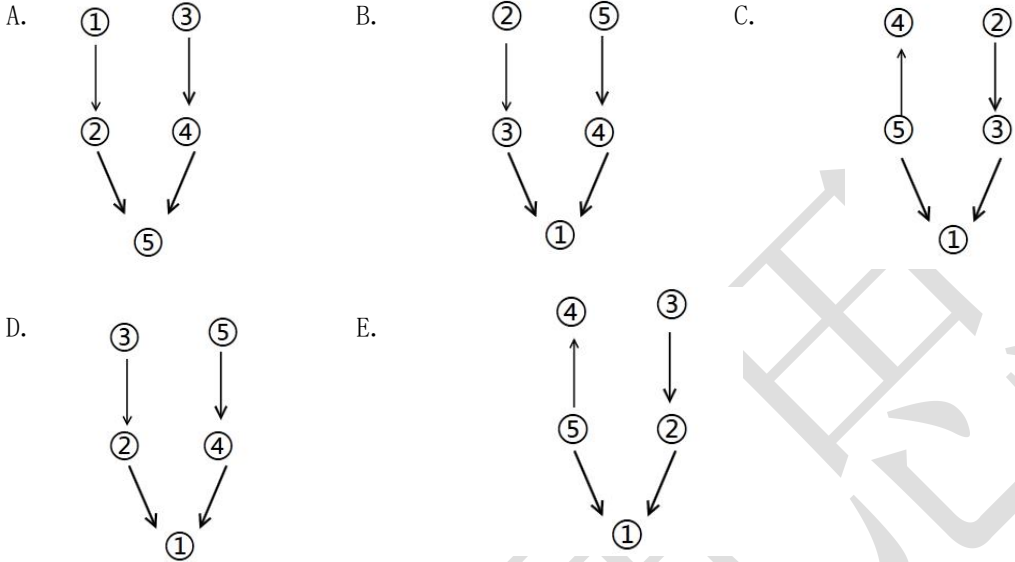 A. ① ③ B. ② ⑤ C. ④ ②
② ④ ③ ④ ⑤ ③
⑤ ① ①
D. ③ ⑤ E. ④ ③
② ④ ⑤ ②
① ①